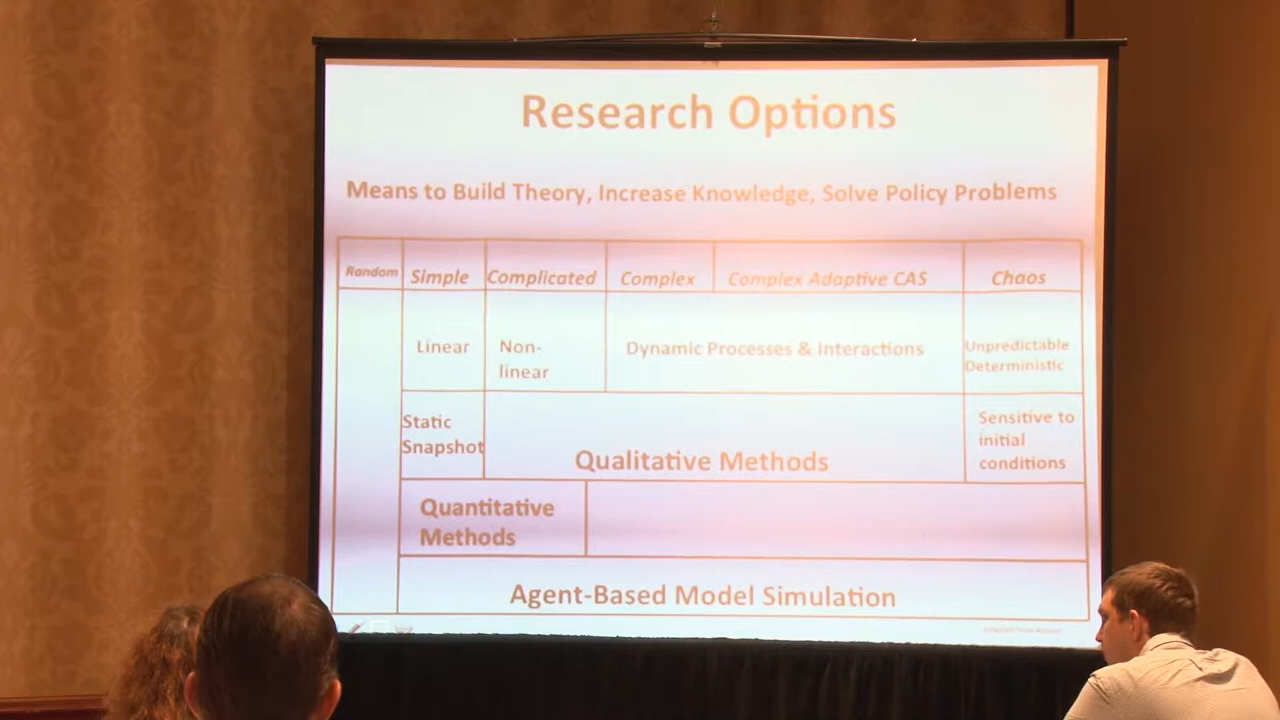 Research Options
Means to Build Theory, Increase Knowledge, Solve Policy Problems
Random Simple Complicated Complex Complex Adaptive CAS Chaos
Linear
Non-
linear
Dynamic Processes & Interactions
Unpredictable
Deterministic
Static
Snapshot
Qualitative Methods
Sensitive to
initial
conditions
Quantitative
Methods
Agent-Based Model Simulation